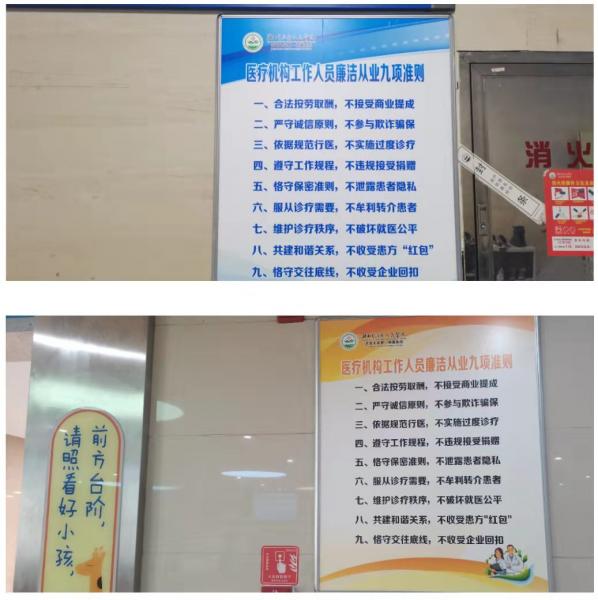 医疗机构工作人员廉洁从业九项准则
一、合法按劳取酬，不接受商业提成
二、严守诚信原则，不参与欺诈骗保
三、依据规范行医，不实施过度诊疗
四、遵守工作规程，不违规接受捐赠
五、恪守保密准则，不泄露患者隐私
六、服从诊疗需要，不牟利转介患者
七、维护诊疗秩序，不破坏就医公平
八、共建和谐关系，不收受患方“红包”
九、恪守交往底线，不收受企业回扣
消火
封
前方台阶，
请照看好小孩，
医疗机构工作人员廉洁从业九项准则
一、合法按劳取酬，不接受商业提成
二、严守诚信原则，不参与欺诈骗保
三、依据规范行医，不实施过度诊疗
四、遵守工作规程，不违规接受捐赠
五、恪守保密准则，不泄露患者隐私
六、服从诊疗需要，不牟利转介患者
七、维护诊疗秩序，不破坏就医公平
八、共建和谐关系，不收受患方“红包”
九、恪守交往底线，不收受企业回扣